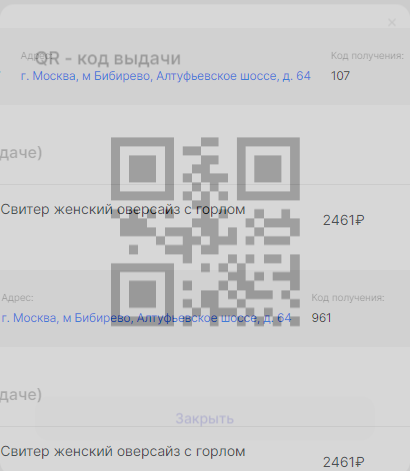 ×
QR - код выдачи
Адрес: Код получения:
г. Москва, м Бибирево, Алтуфьевское шоссе, д. 64 107
даче)
Свитер женский оверсайз с горлом
2461₽
Адрес: Код получения:
г. Москва, м Бибирево, Алтуфьевское шоссе, д. 64 961
даче)
Закрыть
Свитер женский оверсайз с горлом
2461₽